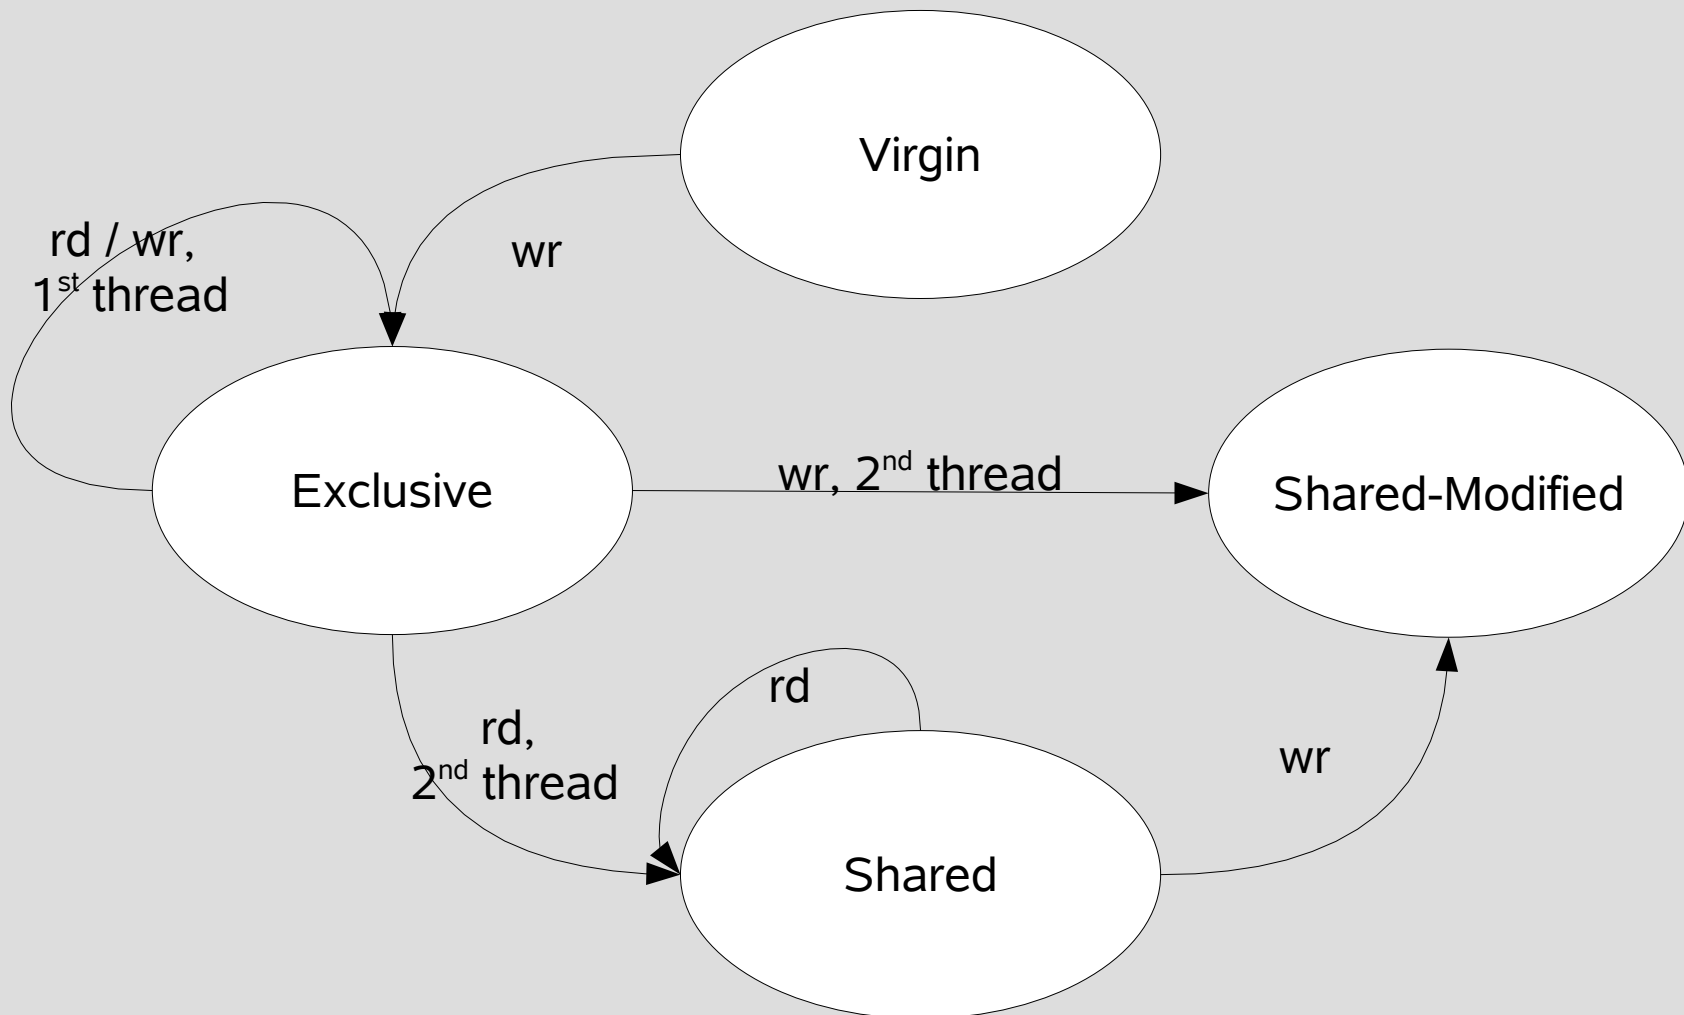 Virgin
rd / wr,
1st thread
wr
wr, 2nd thread
Exclusive
Shared-Modified
rd
rd,
2nd thread
wr
Shared